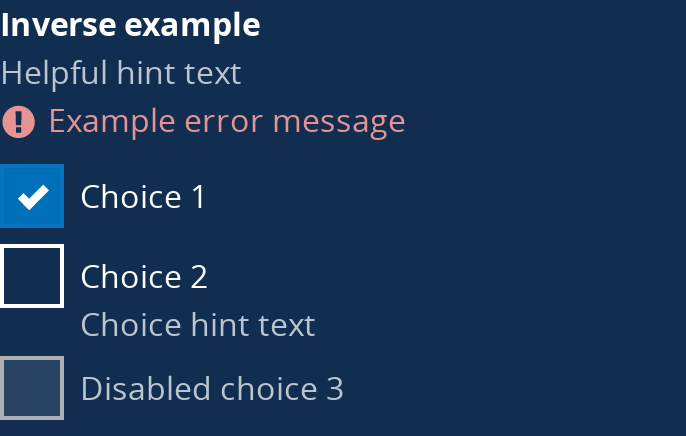 Inverse example
Helpful hint text
Example error message
Choice 1
Choice 2
Choice hint text
Disabled choice 3